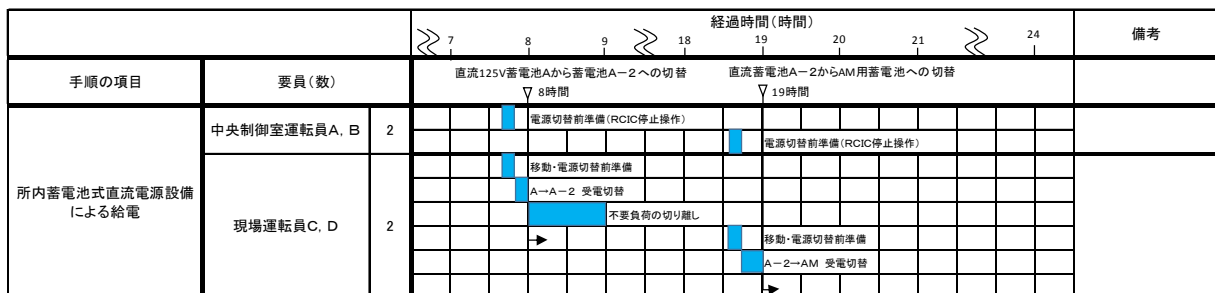 経過時間(時間)
備考
7 8 9 18 19 20 21 24
手順の項目
要員(数)
直流125V蓄電池Aから蓄電池A-2への切替
直流蓄電池A-2からAM用蓄電池への切替
8時間
19時間
所内蓄電池式直流電源設備
による給電
中央制御室運転員A, B
2
電源切替前準備(RCIC停止操作)
電源切替前準備(RCIC停止操作)
現場運転員C, D
2
移動・電源切替前準備
A→A-2 受電切替
不要負荷の切り離し
移動・電源切替前準備
A-2→AM 受電切替